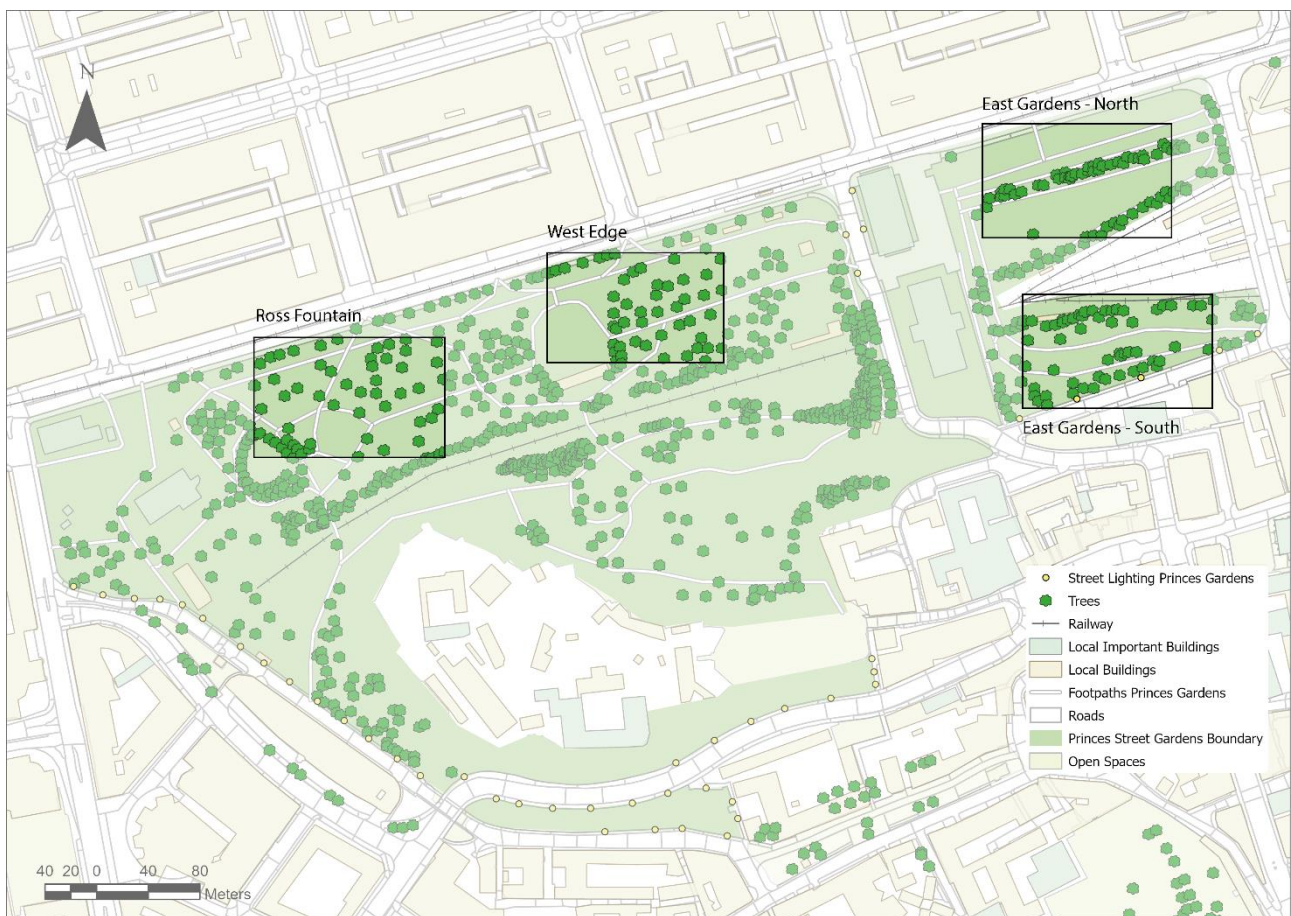 N
East Gardens - North
West Edge
Ross Fountain
East Gardens - South
Street Lighting Princes Gardens
Trees
Railway
Local Important Buildings
Local Buildings
Footpaths Princes Gardens
Roads
Princes Street Gardens Boundary
Open Spaces
40 20 0 40 80
Meters